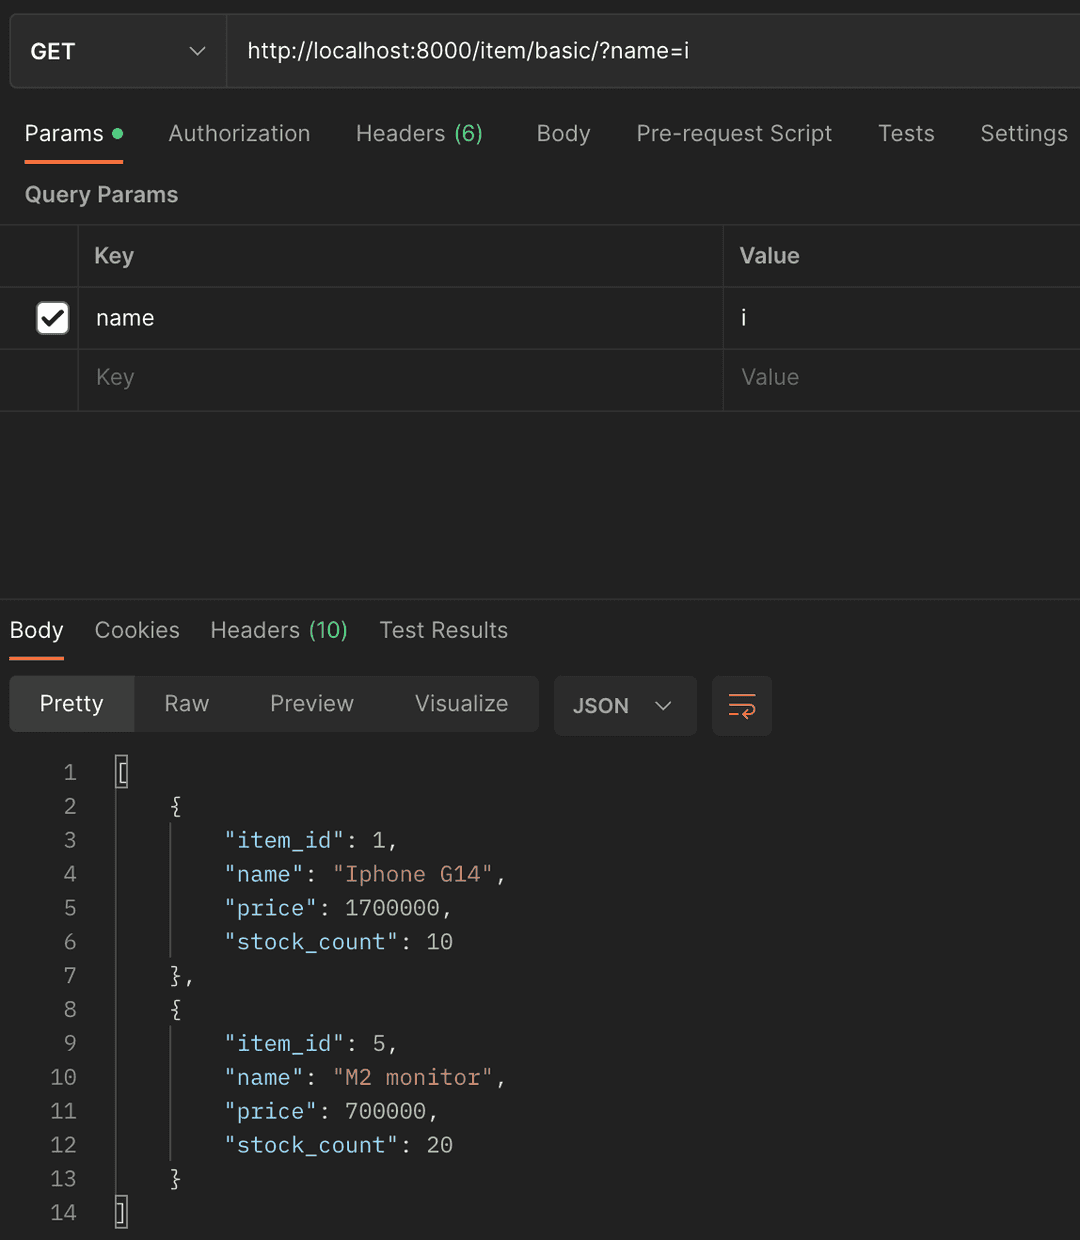 GET http://localhost:8000/item/basic/?name=i
Params Authorization Headers (6) Body Pre-request Script Tests Settings
Query Params
Key Value
name i
Key Value
Body Cookies Headers (10) Test Results
Pretty Raw Preview Visualize JSON
1 [
2 {
3 "item_id": 1,
4 "name": "Iphone G14",
5 "price": 1700000,
6 "stock_count": 10
7 },
8 {
9 "item_id": 5,
10 "name": "M2 monitor",
11 "price": 700000,
12 "stock_count": 20
13 }
14 ]